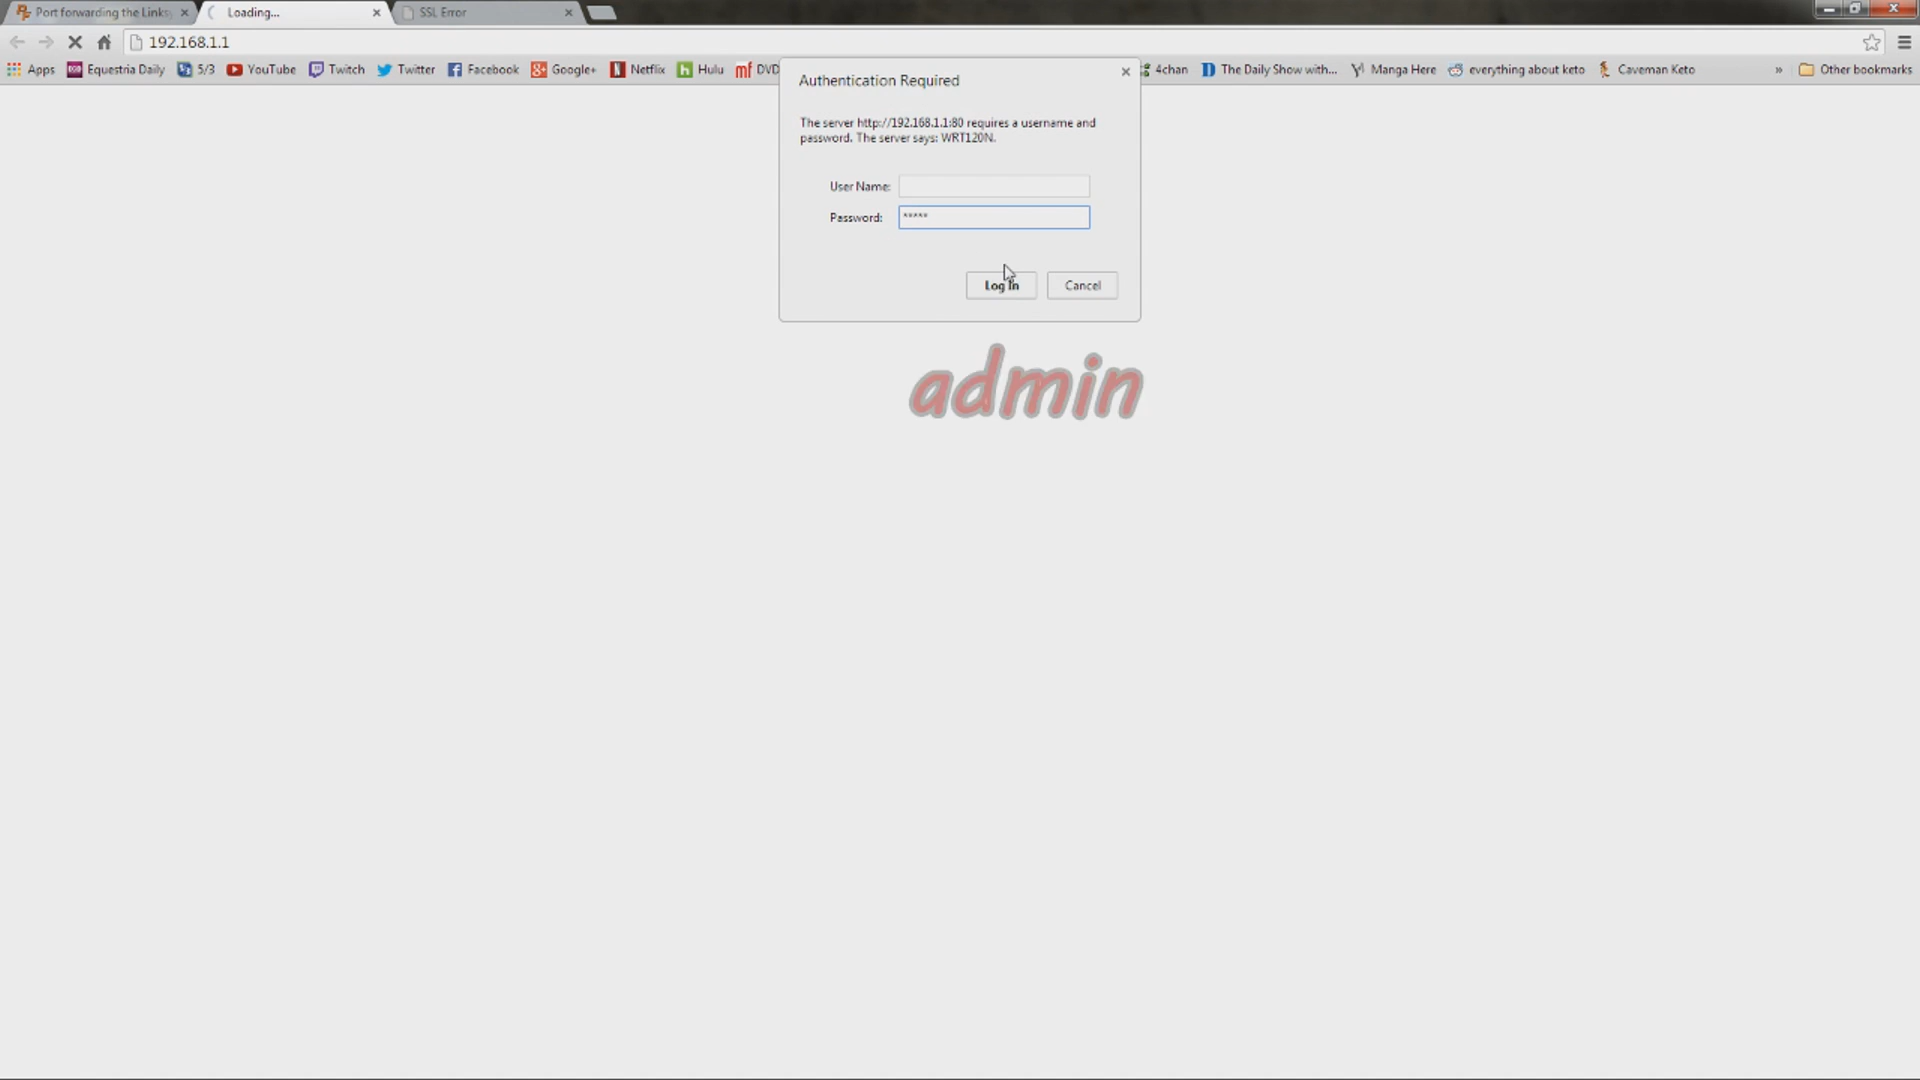 Port forwarding the Linksy
Loading...
SSL Error
192.168.1.1
Apps
Equestria Daily
5/3
YouTube
Twitch
Twitter
Facebook
Google+
Netflix
Hulu
DVD
4chan
The Daily Show with...
Manga Here
everything about keto
Caveman Keto
»
Other bookmarks
Authentication Required
The server http://192.168.1.1:80 requires a username and
password. The server says: WRT120N.
User Name:
Password: *****
Log In
Cancel
admin